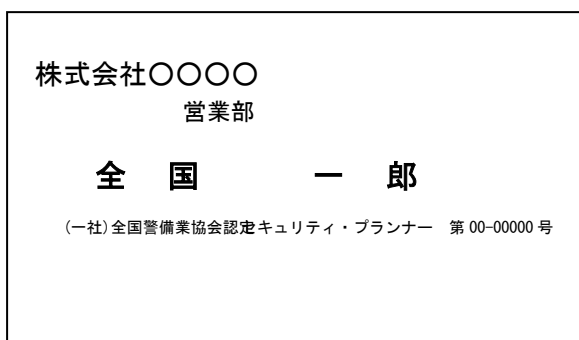 株式会社〇〇〇〇
営業部
全国 一郎
(一社)全国警備業協会認定セキュリティ・プランナー 第 00-00000 号